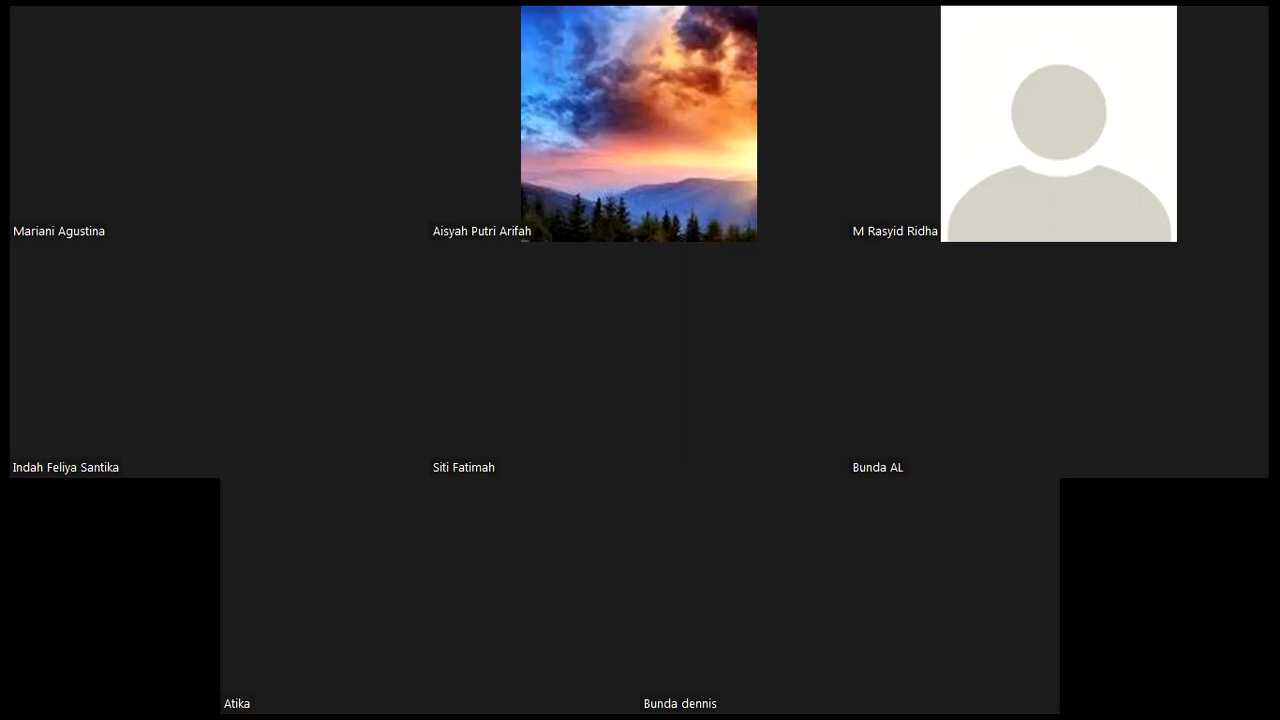 Mariani Agustina
Aisyah Putri Arifah
M Rasyid Ridha
Indah Feliya Santika
Siti Fatimah
Bunda AL
Atika
Bunda dennis